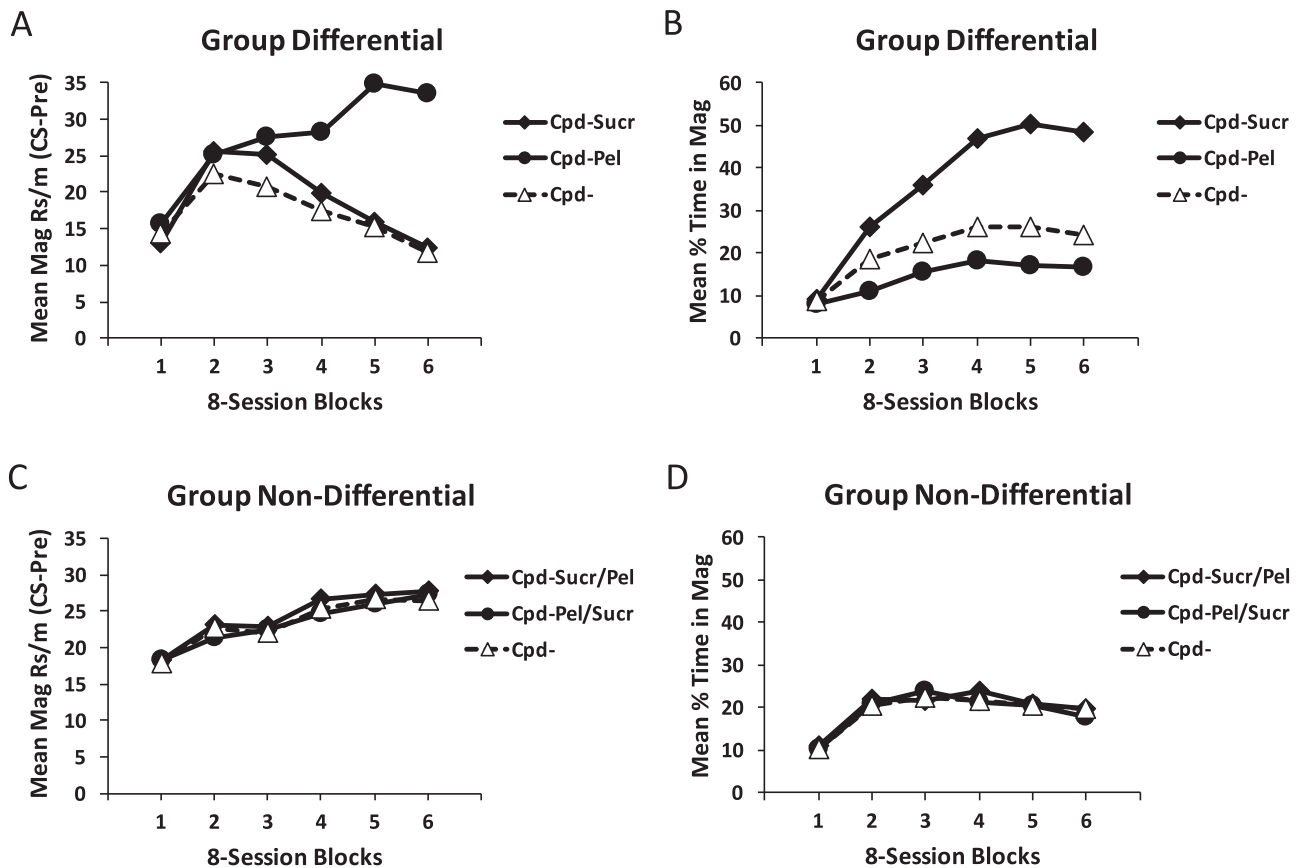 A
Group Differential
Mean Mag Rs/m (CS-Pre)
35
30
25
20
15
10
5
0
1 2 3 4 5 6
8-Session Blocks
Cpd-Sucr
Cpd-Pel
Cpd-
B
Group Differential
Mean % Time in Mag
60
50
40
30
20
10
0
1 2 3 4 5 6
8-Session Blocks
Cpd-Sucr
Cpd-Pel
Cpd-
C
Group Non-Differential
Mean Mag Rs/m (CS-Pre)
35
30
25
20
15
10
5
0
1 2 3 4 5 6
8-Session Blocks
Cpd-Sucr/Pel
Cpd-Pel/Sucr
Cpd-
D
Group Non-Differential
Mean % Time in Mag
60
50
40
30
20
10
0
1 2 3 4 5 6
8-Session Blocks
Cpd-Sucr/Pel
Cpd-Pel/Sucr
Cpd-